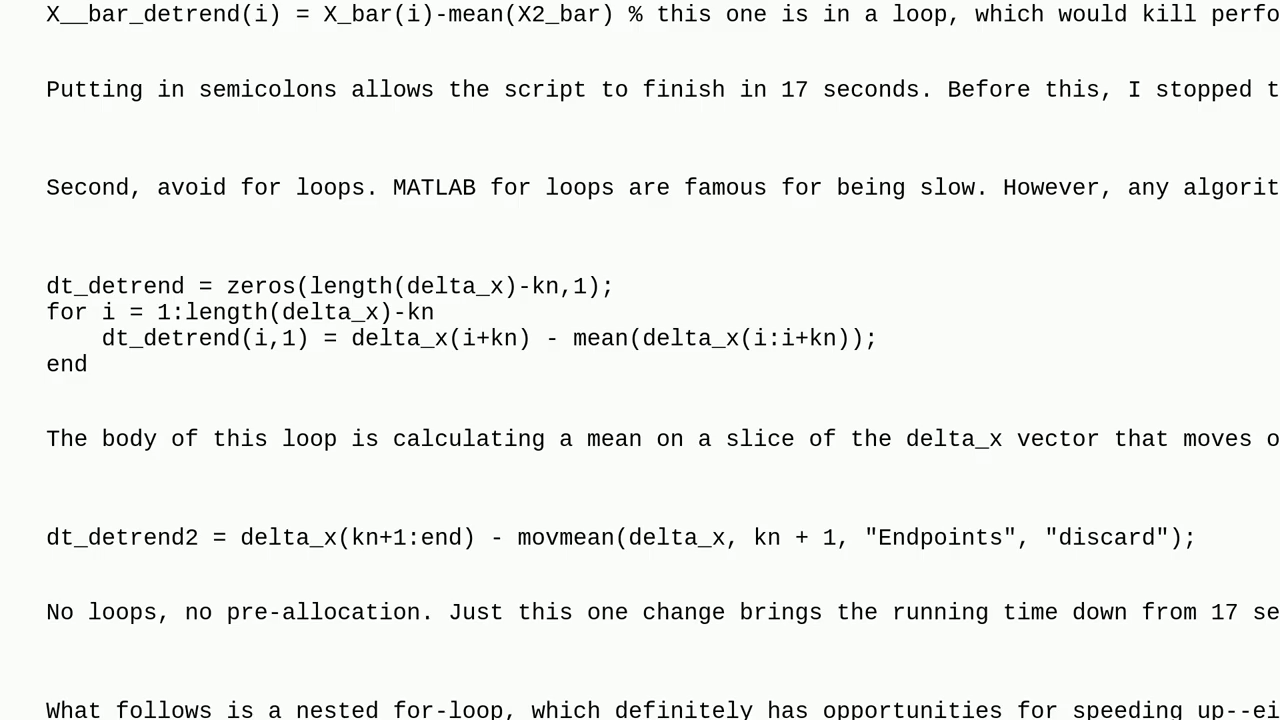 X__bar_detrend(i) = X_bar(i)-mean(X2_bar) % this one is in a loop, which would kill perfo
Putting in semicolons allows the script to finish in 17 seconds. Before this, I stopped t
Second, avoid for loops. MATLAB for loops are famous for being slow. However, any algorit
dt_detrend = zeros(length(delta_x)-kn,1);
for i = 1:length(delta_x)-kn
    dt_detrend(i,1) = delta_x(i+kn) - mean(delta_x(i:i+kn));
end
The body of this loop is calculating a mean on a slice of the delta_x vector that moves o
dt_detrend2 = delta_x(kn+1:end) - movmean(delta_x, kn + 1, "Endpoints", "discard");
No loops, no pre-allocation. Just this one change brings the running time down from 17 se
What follows is a nested for-loop, which definitely has opportunities for speeding up--ei